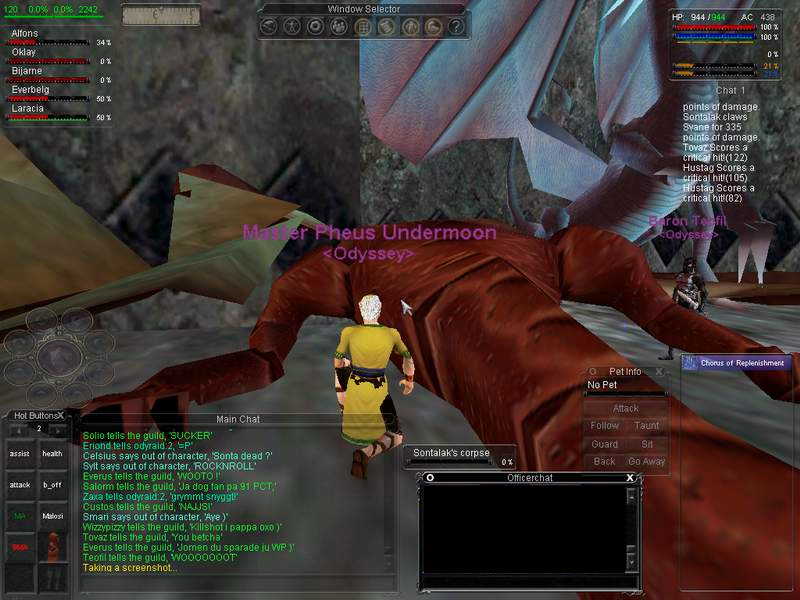 120 0.0% 0.0% 2242
Window Selector
HP: 944 / 944 AC 438
100 %
100 %
0 %
21 %
Alfons
34 %
Oklay
0 %
Bijarne
0 %
Everbelg
50 %
Laracia
50 %
Chat 1
points of damage.
Sontalak claws
Svane for 335
points of damage.
Tovaz Scores a
critical hit!(122)
Hustag Scores a
critical hit!(105)
Hustag Scores a
critical hit!(82)
Master Pheus Undermoon
<Odyssey>
Baron Teofil
<Odyssey>
Chorus of Replenishment
Pet Info X
No Pet
Attack
Follow Taunt
Guard Sit
Back Go Away
Hot Buttons X
2
assist health
attack b_off
MA Malosi
Main Chat
Solio tells the guild, 'SUCKER'
Eriond tells odyraid:2, '=P'
Celsius says out of character, 'Sonta dead ?'
Sylt says out of character, 'ROCKNROLL'
Everus tells the guild, 'WOOTO !'
Salorm tells the guild, 'Ja dog tan pa 91 PCT;'
Zaxa tells odyraid:2, 'grymmt snyggt!'
Custos tells the guild, 'NAJJS!'
Smari says out of character, 'Aye )'
Wizzypizzy tells the guild, 'Killshot i pappa oxo )'
Tovaz tells the guild, 'You betcha'
Everus tells the guild, 'Jomen du sparade ju WP )'
Teofil tells the guild, 'WOOOOOOOT'
Taking a screenshot...
Sontalak's corpse
0 %
Officerchat X